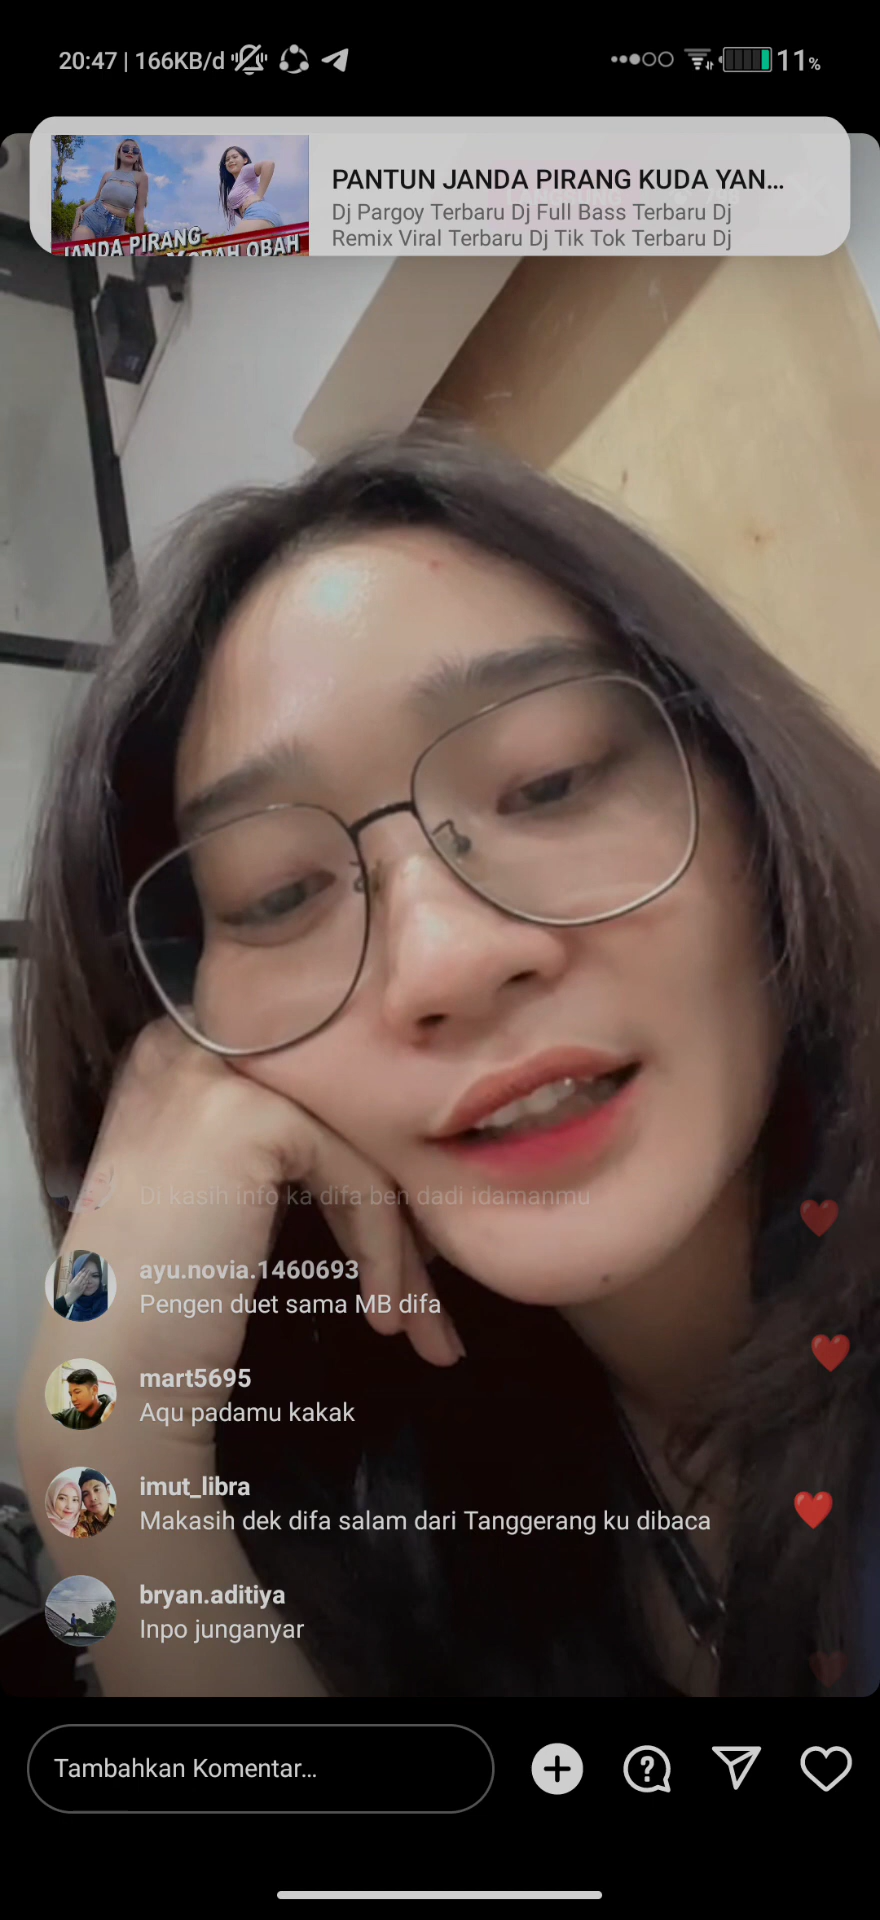 20:47 | 166KB/d
11%
PANTUN JANDA PIRANG KUDA YAN...
Dj Pargoy Terbaru Dj Full Bass Terbaru Dj
Remix Viral Terbaru Dj Tik Tok Terbaru Dj
JANDA PIRANG
OBAH
Di kasih info ka difa ben dadi idamanmu
ayu.novia.1460693
Pengen duet sama MB difa
mart5695
Aqu padamu kakak
imut_libra
Makasih dek difa salam dari Tanggerang ku dibaca
bryan.aditiya
Inpo junganyar
Tambahkan Komentar...